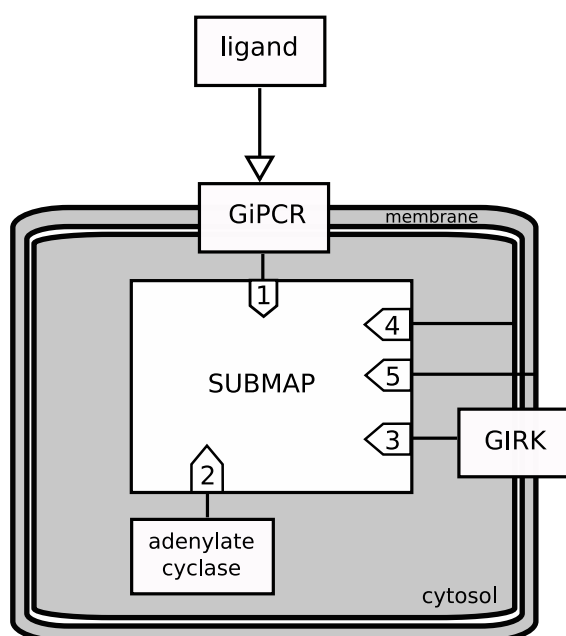 ligand
GiPCR
membrane
1
4
SUBMAP
5
3
GIRK
2
adenylate
cyclase
cytosol